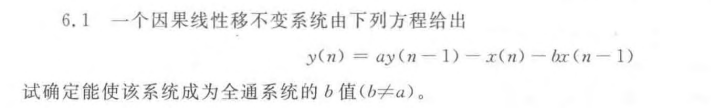 6.1 一个因果线性移不变系统由下列方程给出
y(n) = ay(n−1)−x(n)−bx(n−1)
试确定能使该系统成为全通系统的 b 值(b≠a)。